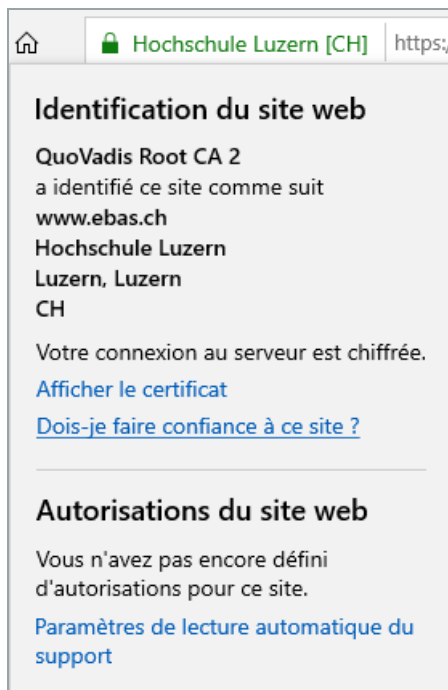 Hochschule Luzern [CH] https:/
Identification du site web
QuoVadis Root CA 2
a identifié ce site comme suit
www.ebas.ch
Hochschule Luzern
Luzern, Luzern
CH
Votre connexion au serveur est chiffrée.
Afficher le certificat
Dois-je faire confiance à ce site ?
Autorisations du site web
Vous n'avez pas encore défini
d'autorisations pour ce site.
Paramètres de lecture automatique du
support